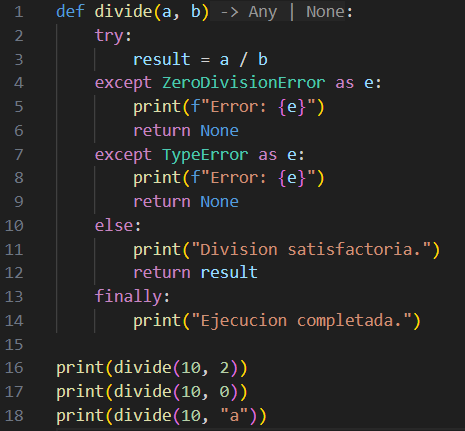 1 def divide(a, b) -> Any | None:
2     try:
3         result = a / b
4     except ZeroDivisionError as e:
5         print(f"Error: {e}")
6         return None
7     except TypeError as e:
8         print(f"Error: {e}")
9         return None
10     else:
11         print("Division satisfactoria.")
12         return result
13     finally:
14         print("Ejecucion completada.")
15
16 print(divide(10, 2))
17 print(divide(10, 0))
18 print(divide(10, "a"))